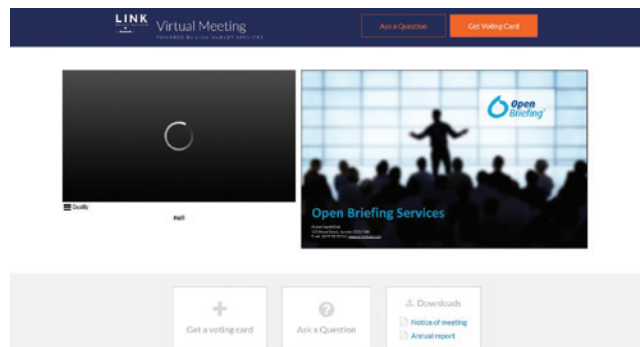 LINK
Virtual Meeting
POWERED BY LINK MARKET SERVICES
Ask a Question
Get Voting Card
Open
Briefing
Quality
null
Open Briefing Services
Get a voting card
Ask a Question
Downloads
Notice of meeting
Annual report